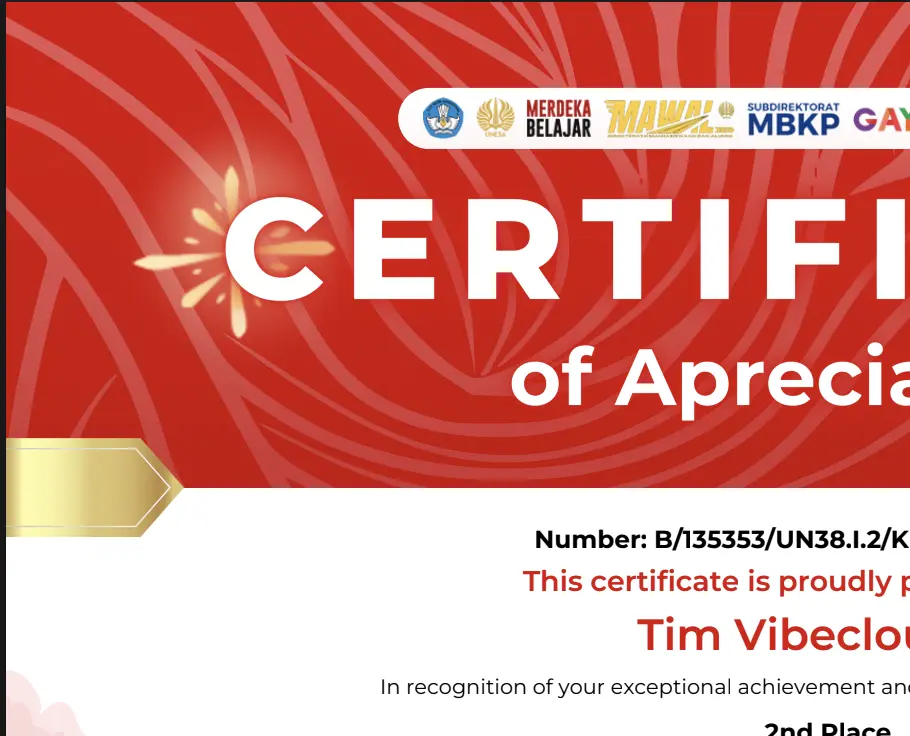 UNESA
MERDEKA
BELAJAR
MAWAL
SUBDIREKTORAT
MBKP
GAY
CERTIFI
of Aprecia
Number: B/135353/UN38.I.2/K
This certificate is proudly p
Tim Vibeclou
In recognition of your exceptional achievement and
2nd Place